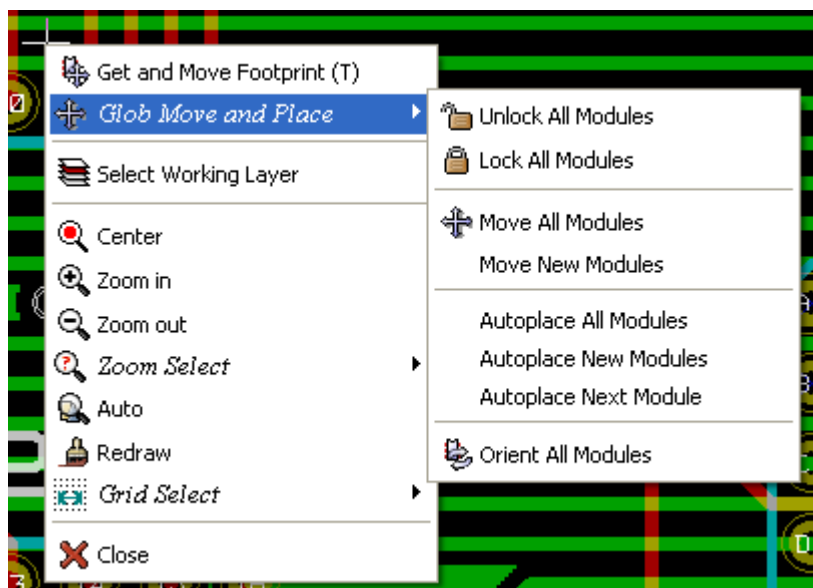 Get and Move Footprint (T)
Glob Move and Place
Select Working Layer
Center
Zoom in
Zoom out
Zoom Select
Auto
Redraw
Grid Select
Close
Unlock All Modules
Lock All Modules
Move All Modules
Move New Modules
Autoplace All Modules
Autoplace New Modules
Autoplace Next Module
Orient All Modules
D